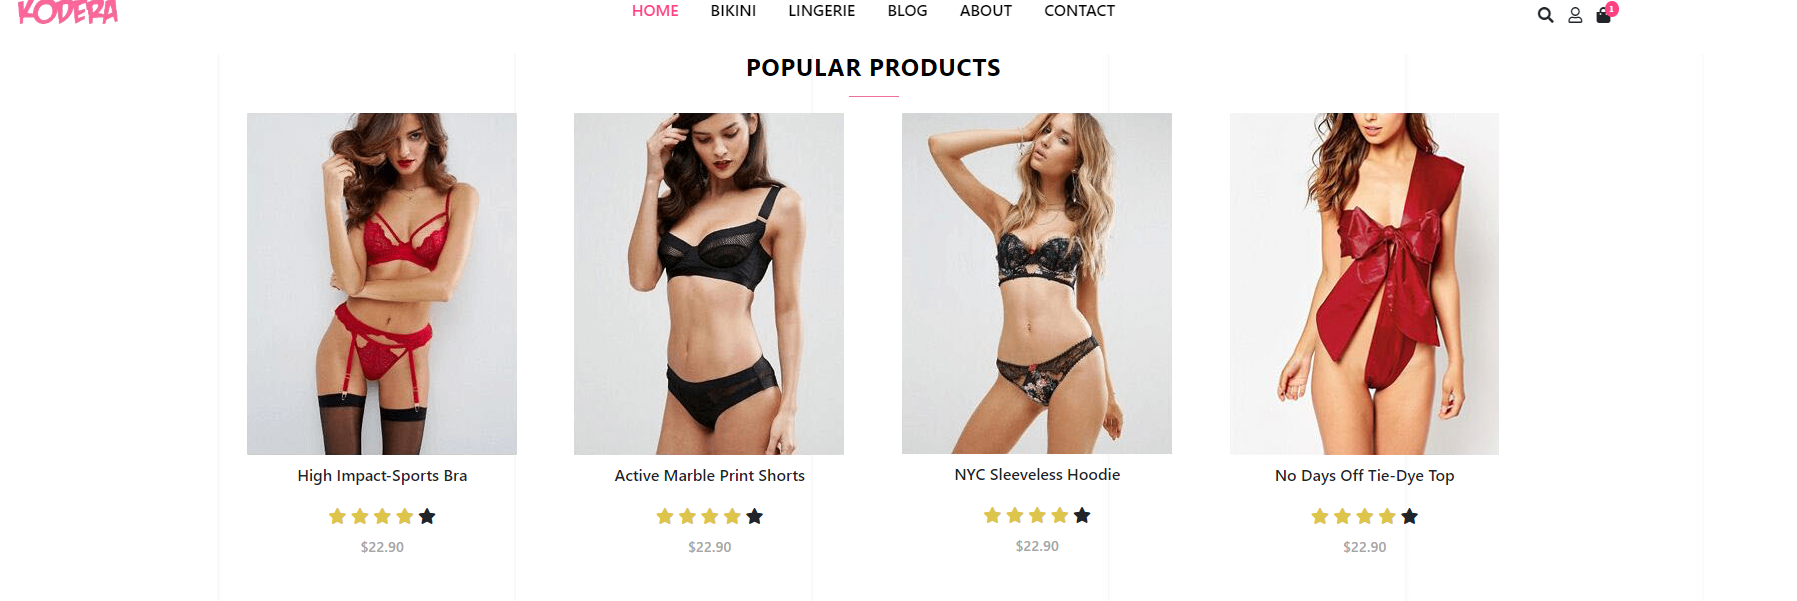 KODERA
HOME BIKINI LINGERIE BLOG ABOUT CONTACT
1
POPULAR PRODUCTS
High Impact-Sports Bra
$22.90
Active Marble Print Shorts
$22.90
NYC Sleeveless Hoodie
$22.90
No Days Off Tie-Dye Top
$22.90